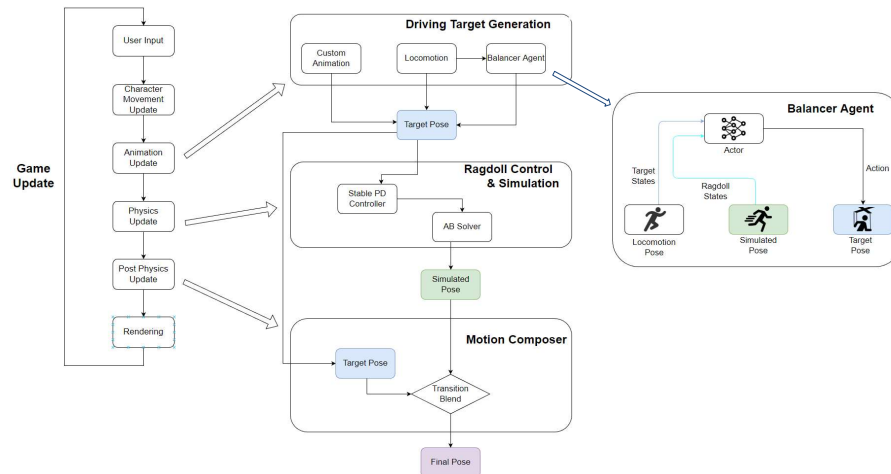 Game
Update
User Input
Character
Movement
Update
Animation
Update
Physics
Update
Post Physics
Update
Rendering
Driving Target Generation
Custom
Animation
Locomotion
Balancer Agent
Target Pose
Ragdoll Control
& Simulation
Stable PD
Controller
AB Solver
Simulated
Pose
Motion Composer
Target Pose
Transition
Blend
Final Pose
Balancer Agent
Actor
Target
States
Ragdoll
States
Action
Locomotion
Pose
Simulated
Pose
Target
Pose